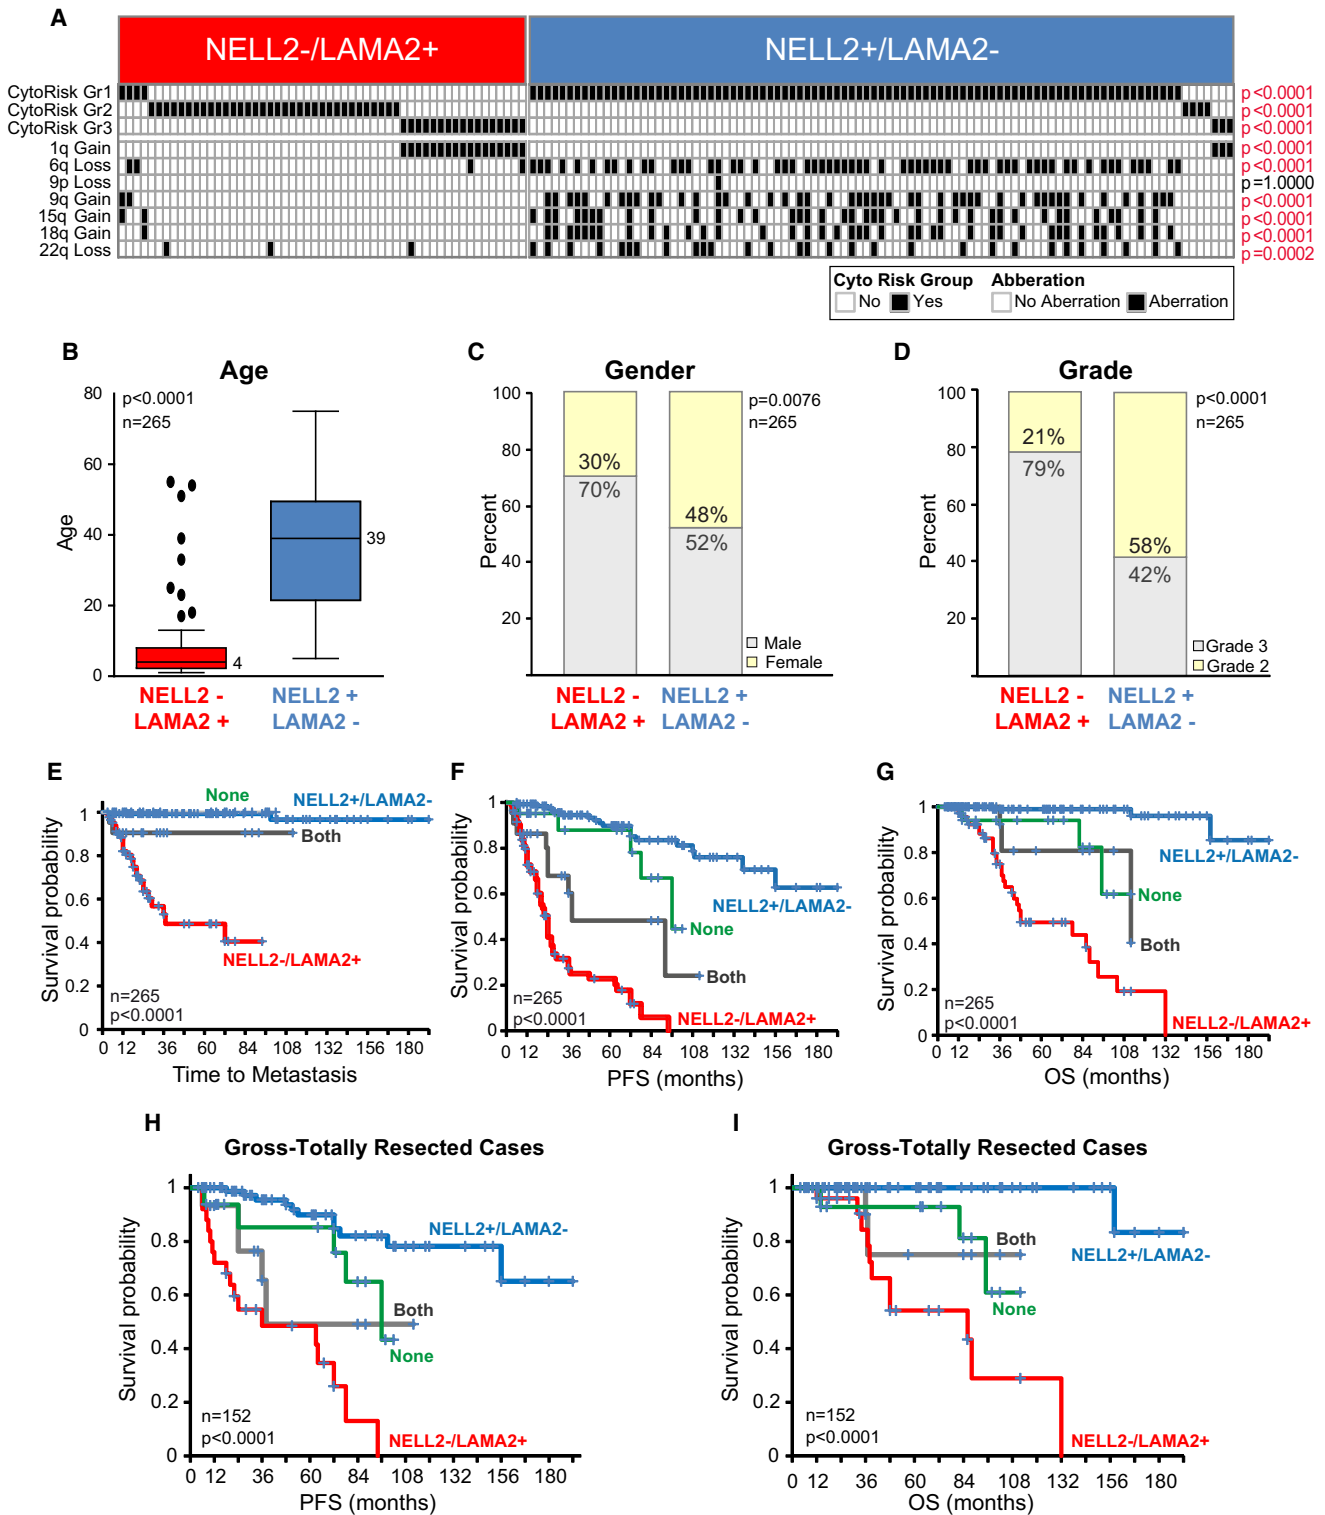 A
NELL2-/LAMA2+
NELL2+/LAMA2-
CytoRisk Gr1
p<0.0001
CytoRisk Gr2
p<0.0001
CytoRisk Gr3
p<0.0001
1q Gain
p<0.0001
6q Loss
p<0.0001
9p Loss
p=1.0000
9q Gain
p<0.0001
15q Gain
p<0.0001
18q Gain
p<0.0001
22q Loss
p=0.0002
Cyto Risk Group
Abberation
No
Yes
No Aberration
Aberration
B
Age
80
60
40
20
0
Age
p<0.0001
n=265
4
39
NELL2 -
LAMA2 +
NELL2 +
LAMA2 -
C
Gender
100
80
60
40
20
Percent
30%
70%
48%
52%
p=0.0076
n=265
Male
Female
NELL2 -
LAMA2 +
NELL2 +
LAMA2 -
D
Grade
100
80
60
40
20
Percent
21%
79%
58%
42%
p<0.0001
n=265
Grade 3
Grade 2
NELL2 -
LAMA2 +
NELL2 +
LAMA2 -
E
Survival probability
1
0.8
0.6
0.4
0.2
0
None
NELL2+/LAMA2-
Both
NELL2-/LAMA2+
n=265
p<0.0001
0 12 36 60 84 108 132 156 180
Time to Metastasis
F
Survival probability
1
0.8
0.6
0.4
0.2
0
NELL2+/LAMA2-
None
Both
NELL2-/LAMA2+
n=265
p<0.0001
0 12 36 60 84 108 132 156 180
PFS (months)
G
Survival probability
1
0.8
0.6
0.4
0.2
0
NELL2+/LAMA2-
None
Both
NELL2-/LAMA2+
n=265
p<0.0001
0 12 36 60 84 108 132 156 180
OS (months)
H
Gross-Totally Resected Cases
Survival probability
1
0.8
0.6
0.4
0.2
0
NELL2+/LAMA2-
Both
None
NELL2-/LAMA2+
n=152
p<0.0001
0 12 36 60 84 108 132 156 180
PFS (months)
I
Gross-Totally Resected Cases
Survival probability
1
0.8
0.6
0.4
0.2
0
Both
NELL2+/LAMA2-
None
NELL2-/LAMA2+
n=152
p<0.0001
0 12 36 60 84 108 132 156 180
OS (months)